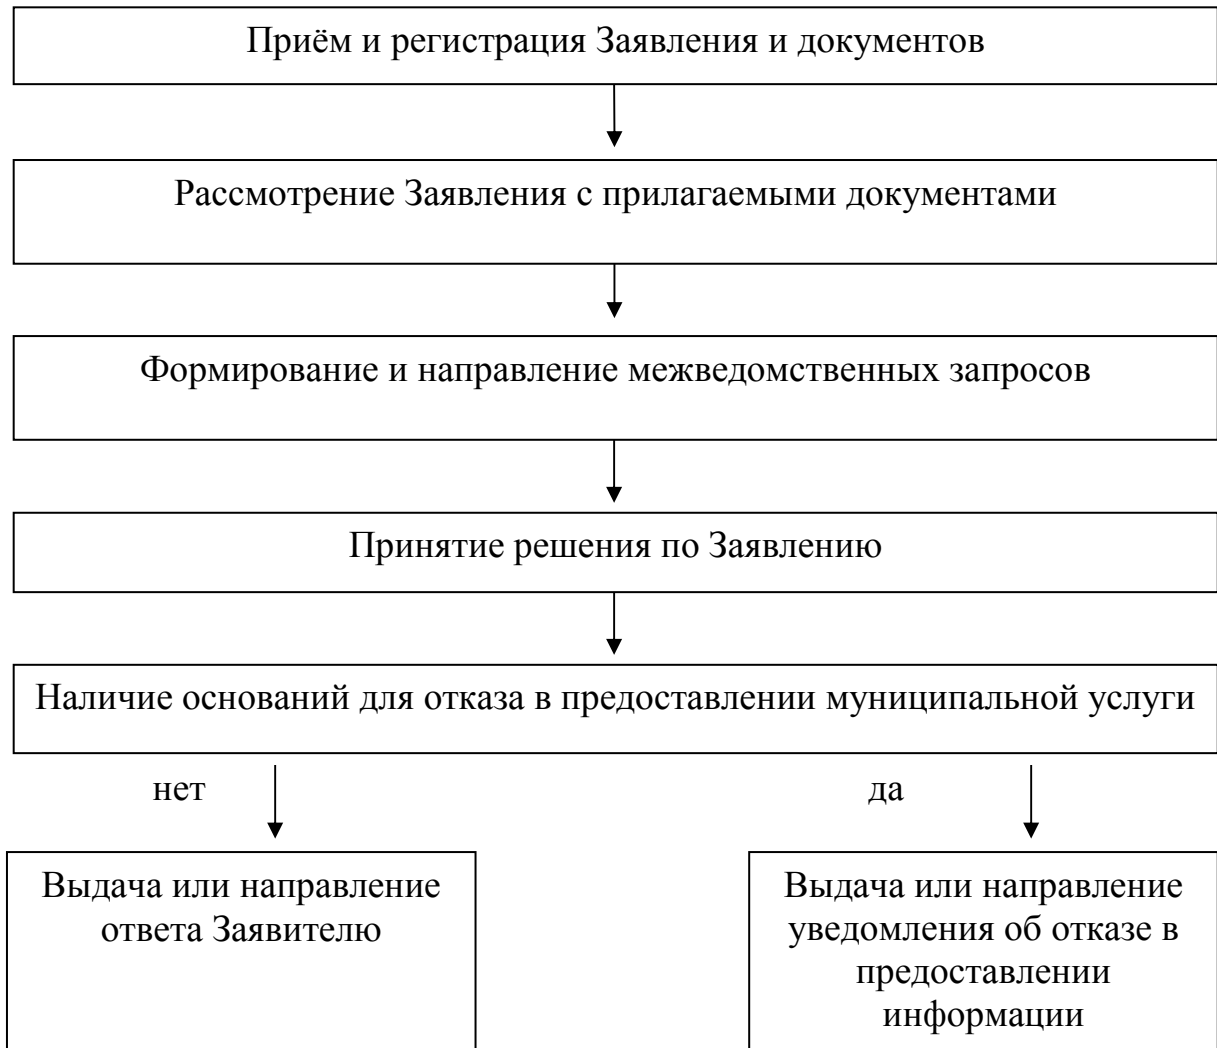 Приём и регистрация Заявления и документов
Рассмотрение Заявления с прилагаемыми документами
Формирование и направление межведомственных запросов
Принятие решения по Заявлению
Наличие оснований для отказа в предоставлении муниципальной услуги
нет
да
Выдача или направление
ответа Заявителю
Выдача или направление
уведомления об отказе в
предоставлении
информации